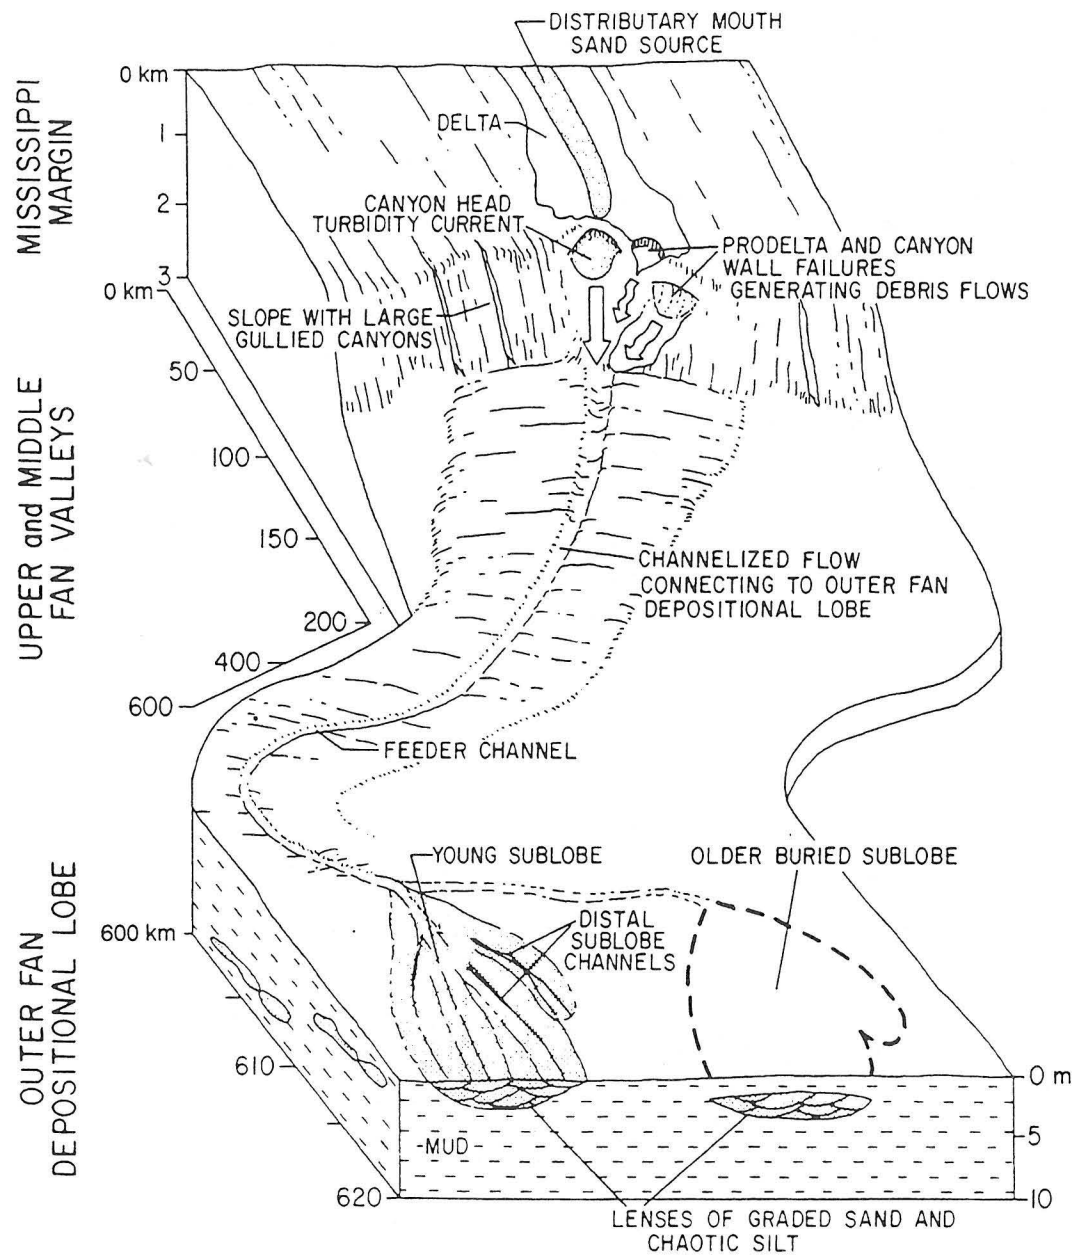 DISTRIBUTARY MOUTH
SAND SOURCE
MISSISSIPPI
MARGIN
0 km
1
2
3
DELTA
CANYON HEAD
TURBIDITY CURRENT
PRODELTA AND CANYON
WALL FAILURES
GENERATING DEBRIS FLOWS
SLOPE WITH LARGE
GULLIED CANYONS
UPPER and MIDDLE
FAN VALLEYS
0 km
50
100
150
200
400
600
CHANNELIZED FLOW
CONNECTING TO OUTER FAN
DEPOSITIONAL LOBE
FEEDER CHANNEL
YOUNG SUBLOBE
OLDER BURIED SUBLOBE
DISTAL
SUBLOBE
CHANNELS
OUTER FAN
DEPOSITIONAL LOBE
600 km
610
620
0 m
5
10
MUD
LENSES OF GRADED SAND AND
CHAOTIC SILT